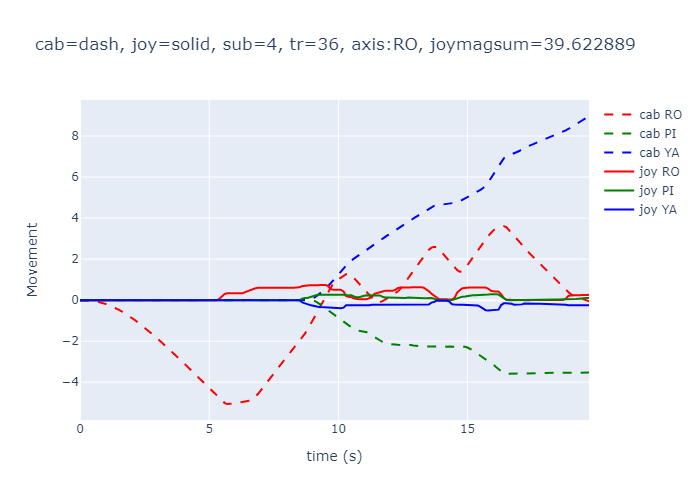 cab=dash, joy=solid, sub=4, tr=36, axis:RO, joymagsum=39.622889
cab RO
cab PI
cab YA
joy RO
joy PI
joy YA
Movement
8
6
4
2
0
−2
−4
0
5
10
15
time (s)